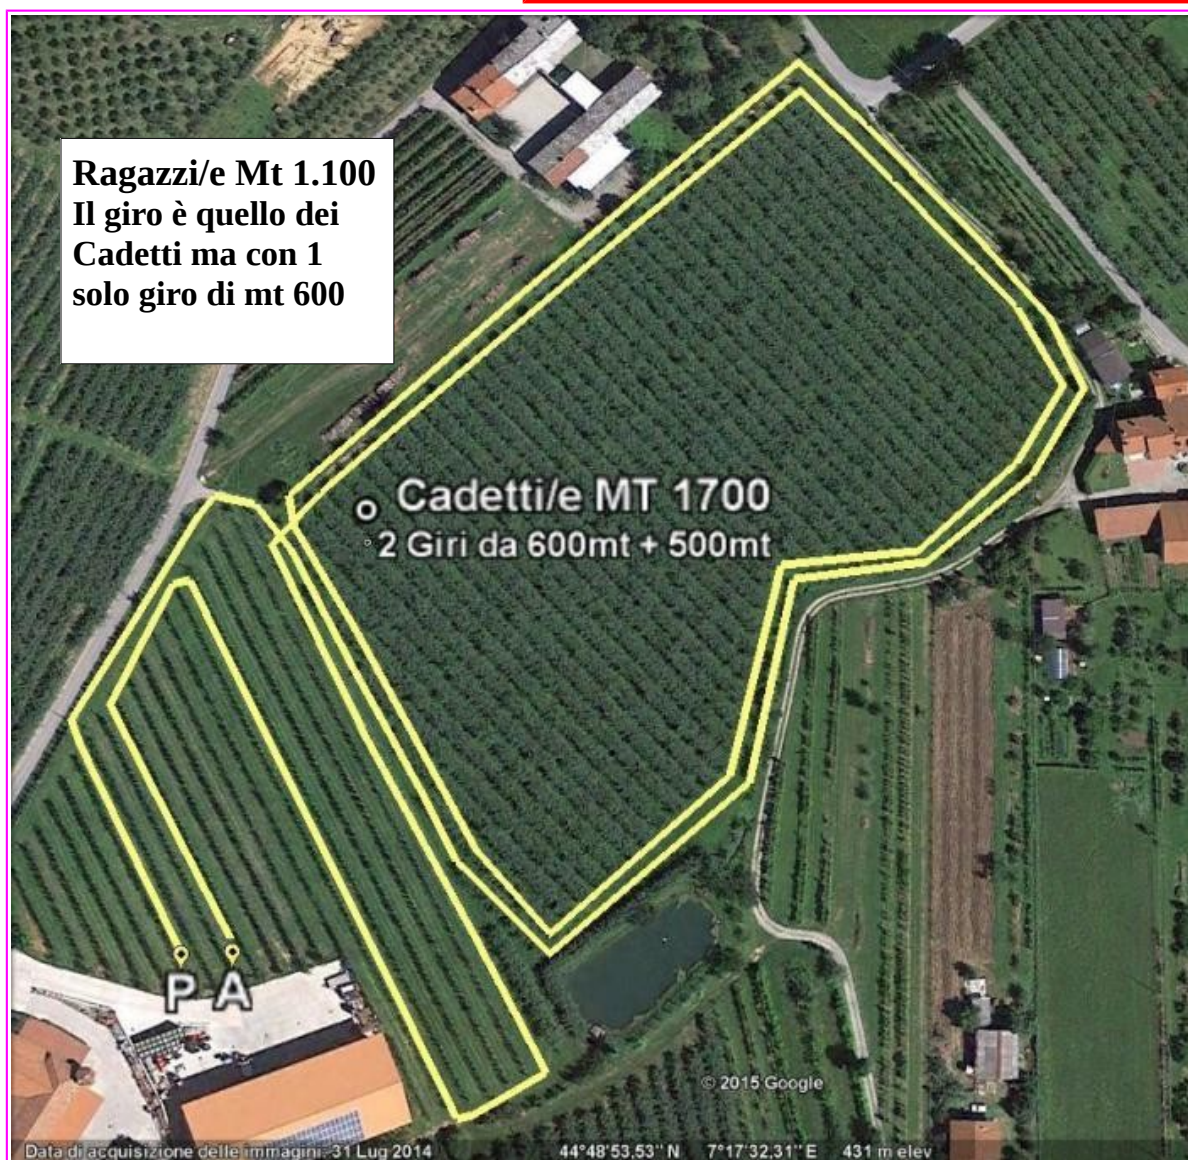 Ragazzi/e Mt 1.100
Il giro è quello dei
Cadetti ma con 1
solo giro di mt 600
Cadetti/e MT 1700
2 Giri da 600mt + 500mt
P A
© 2015 Google
Data di acquisizione delle immagini: 31 Lug 2014 44°48'53,53'' N 7°17'32,31'' E 431 m elev